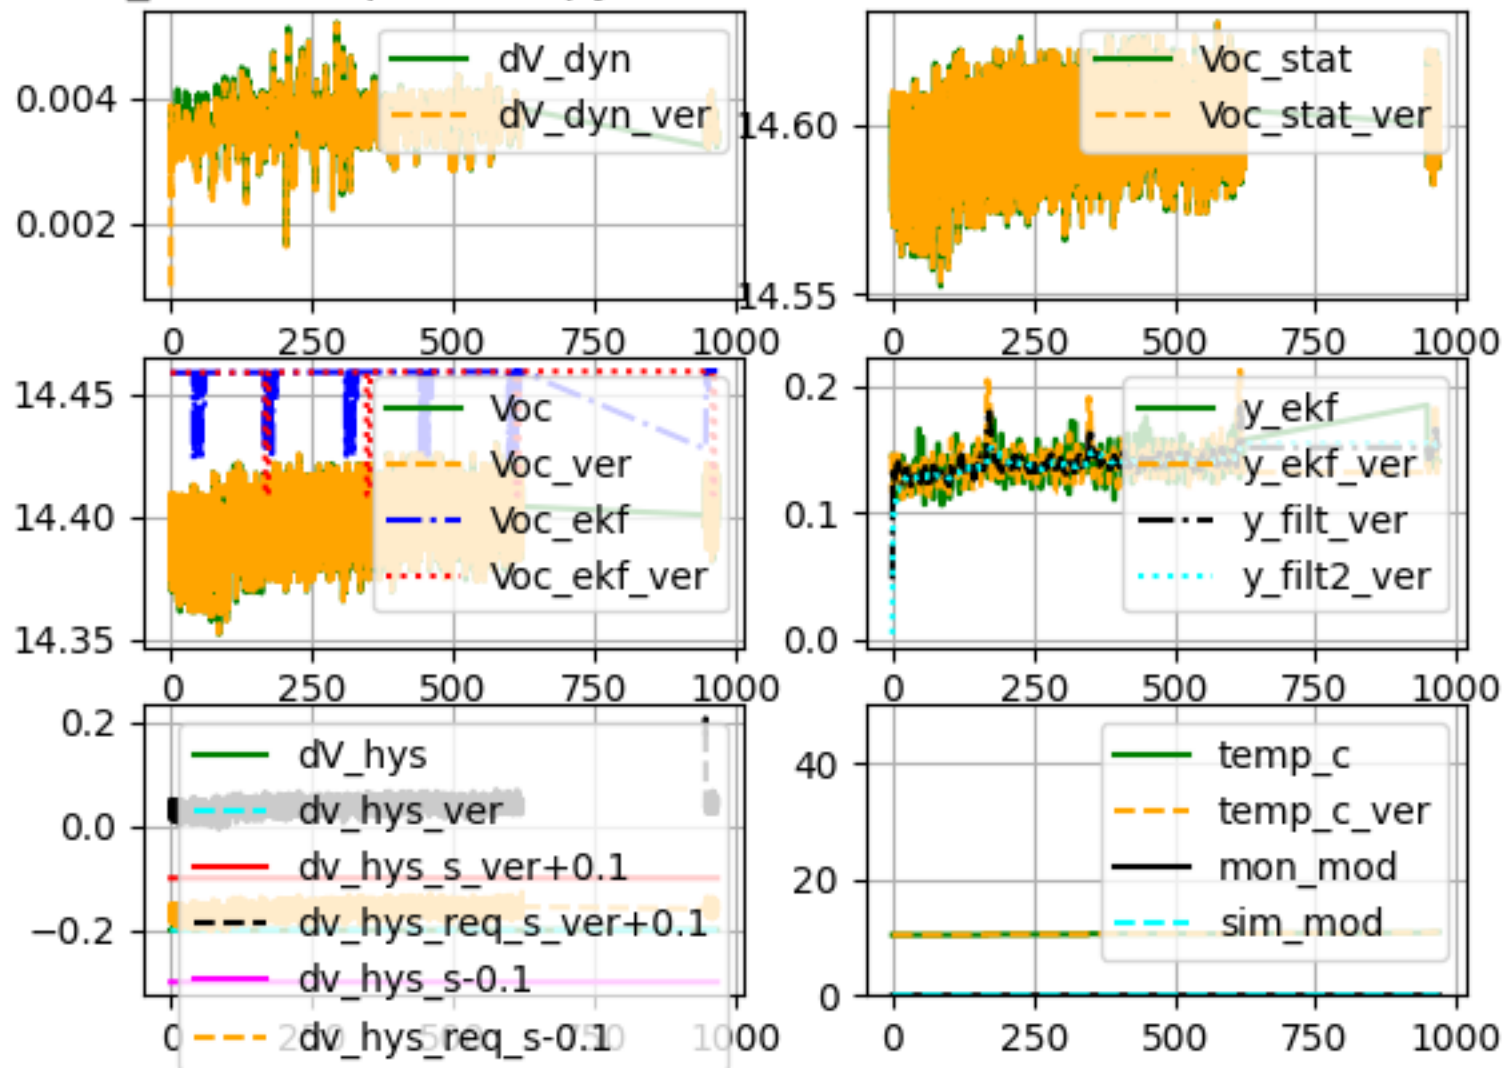 dV_dyn
dV_dyn_ver
0.004
0.002
0 250 500 750 1000
Voc_stat
Voc_stat_ver
14.60
14.55
0 250 500 750 1000
Voc
Voc_ver
Voc_ekf
Voc_ekf_ver
14.45
14.40
14.35
0 250 500 750 1000
y_ekf
y_ekf_ver
y_filt_ver
y_filt2_ver
0.2
0.1
0.0
0 250 500 750 1000
dV_hys
dv_hys_ver
dv_hys_s_ver+0.1
dv_hys_req_s_ver+0.1
dv_hys_s-0.1
dv_hys_req_s-0.1
0.2
0.0
−0.2
0 250 500 750 1000
temp_c
temp_c_ver
mon_mod
sim_mod
40
20
0
0 250 500 750 1000